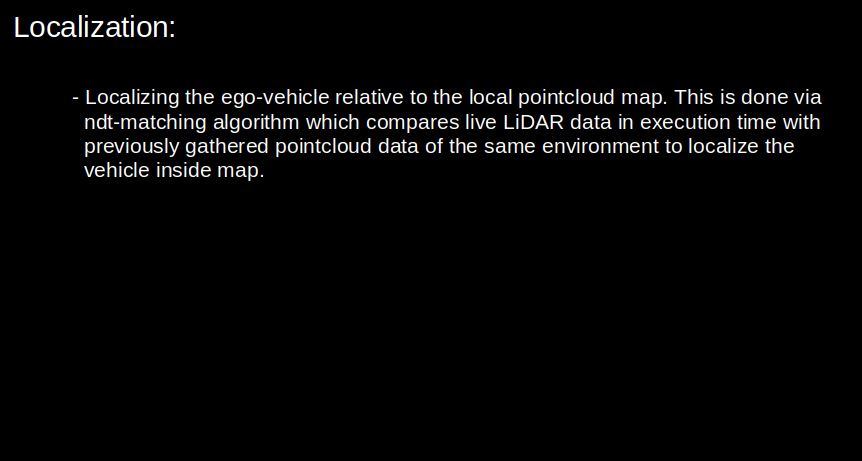 Localization:
- Localizing the ego-vehicle relative to the local pointcloud map. This is done via
ndt-matching algorithm which compares live LiDAR data in execution time with
previously gathered pointcloud data of the same environment to localize the
vehicle inside map.